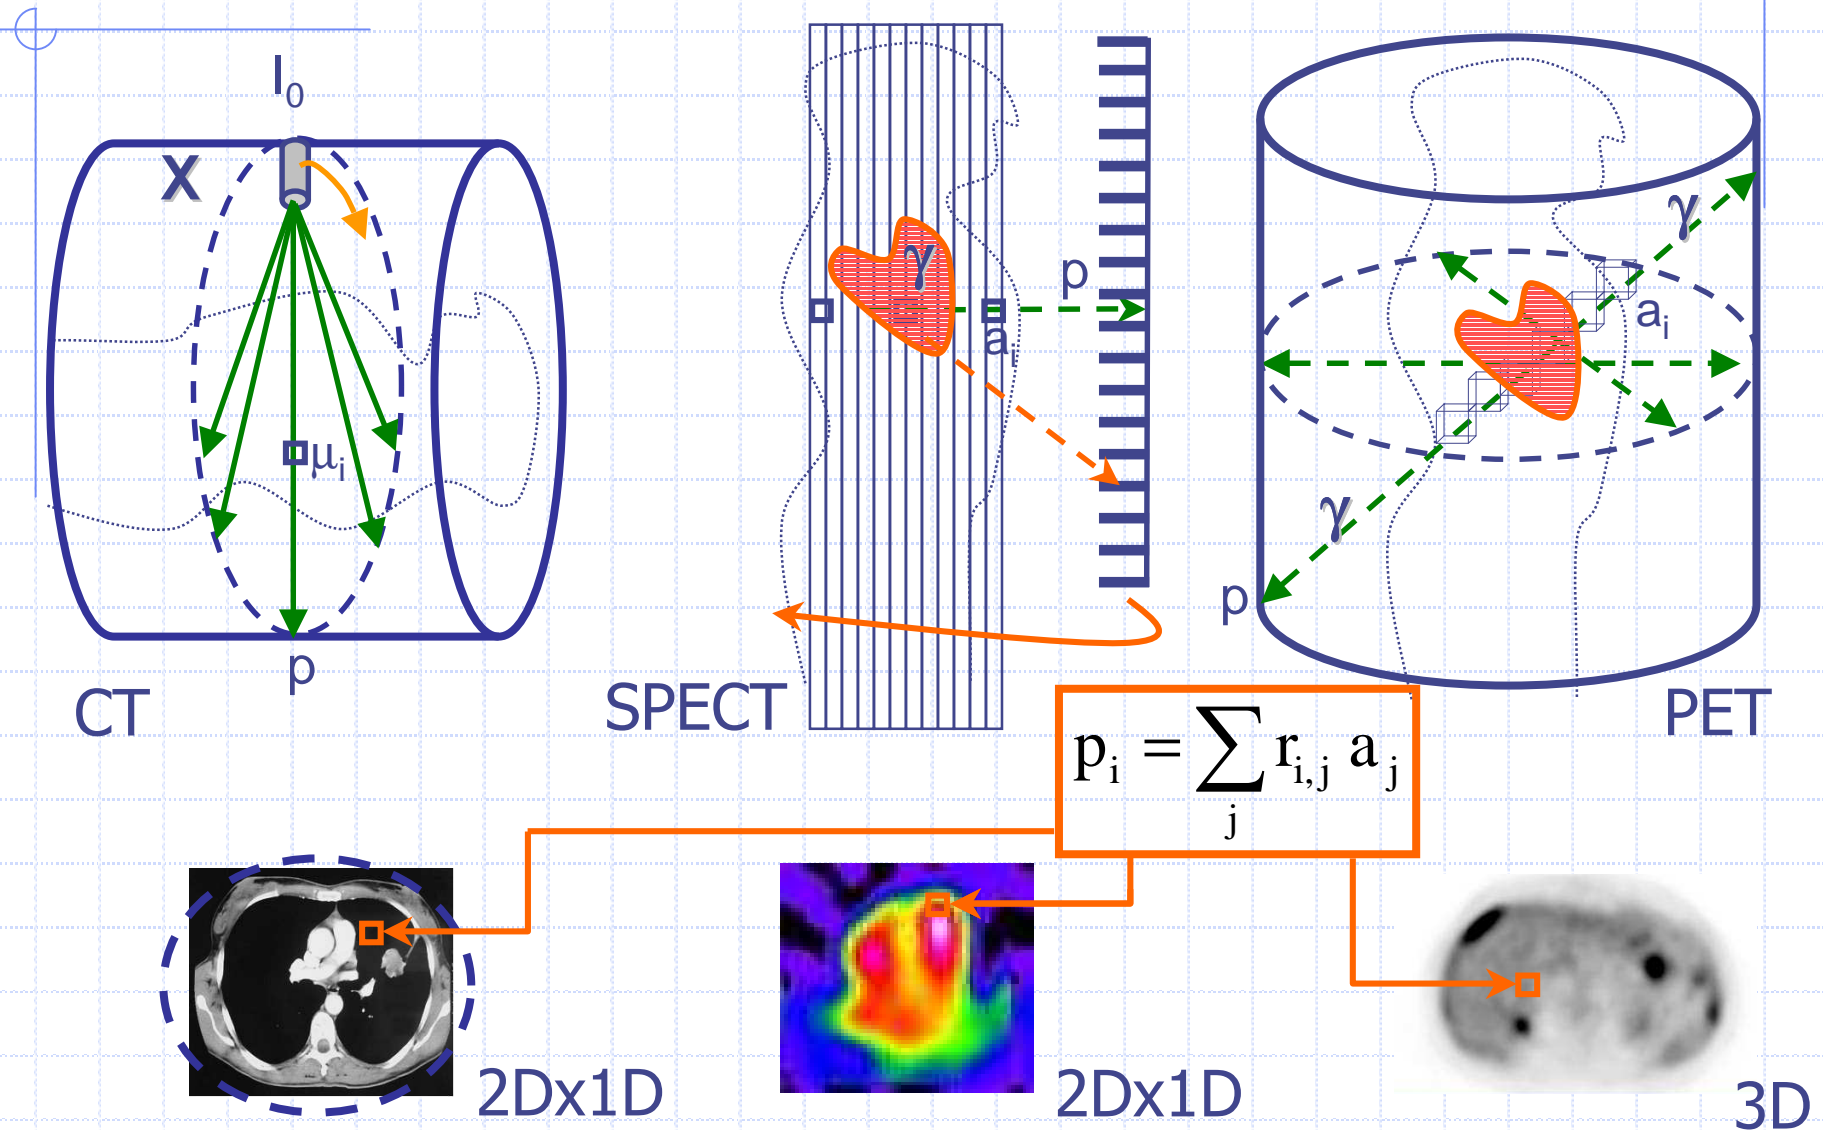 I₀
X
μᵢ
p
CT
γ
p
aᵢ
SPECT
γ
aᵢ
γ
p
PET
pᵢ = ∑ⱼ rᵢ,ⱼ aⱼ
2Dx1D
2Dx1D
3D